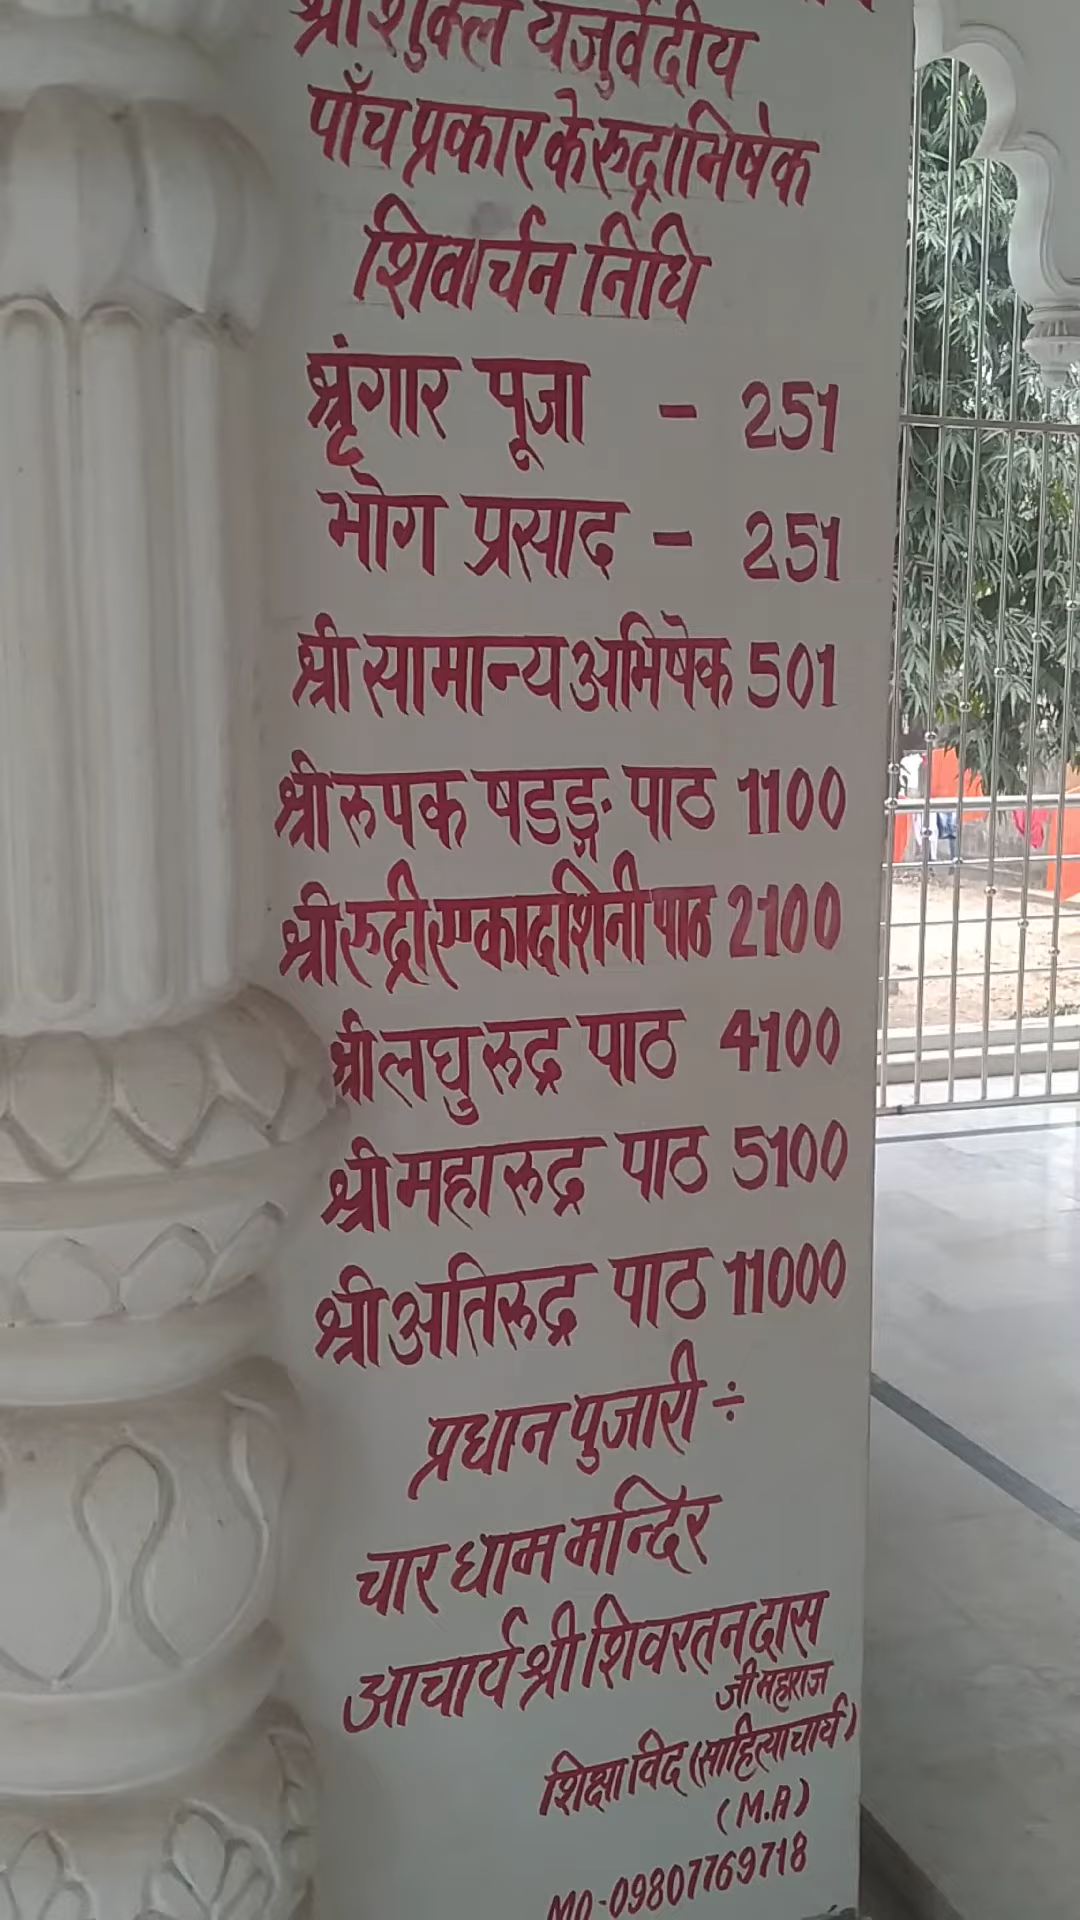 श्री शुक्ल यजुर्वेदीय
पाँच प्रकार के रुद्राभिषेक
शिवार्चन निधि
श्रृंगार पूजा - 251
भोग प्रसाद - 251
श्री सामान्य अभिषेक 501
श्री रुपक षडङ्ग पाठ 1100
श्री रुद्री एकादशिनी पाठ 2100
श्री लघु रुद्र पाठ 4100
श्री महा रुद्र पाठ 5100
श्री अतिरुद्र पाठ 11000
प्रधान पुजारी ÷
चार धाम मन्दिर
आचार्य श्री शिवरतन दास
जी महाराज
शिक्षा विद (साहित्याचार्य)
(M.A)
MO-09807769718